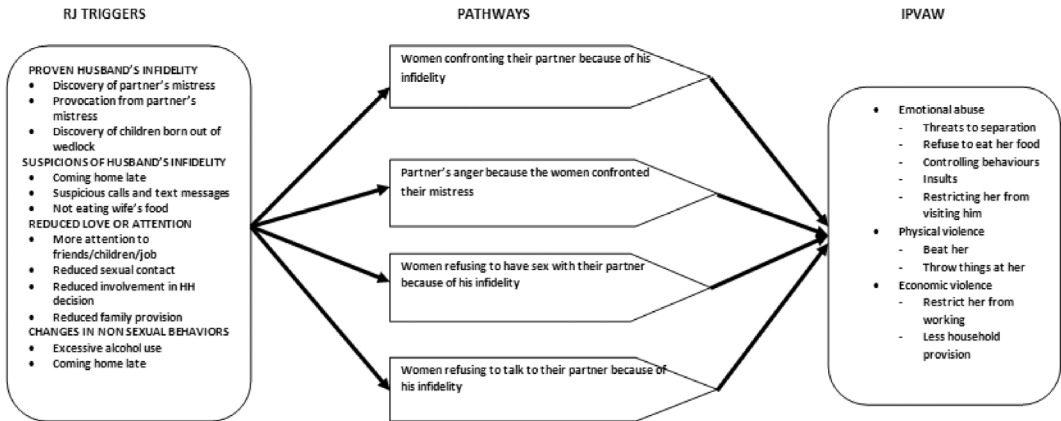 RJ TRIGGERS
PROVEN HUSBAND'S INFIDELITY
• Discovery of partner's mistress
• Provocation from partner's
mistress
• Discovery of children born out of
wedlock
SUSPICIONS OF HUSBAND'S INFIDELITY
• Coming home late
• Suspicious calls and text messages
• Not eating wife's food
REDUCED LOVE OR ATTENTION
• More attention to
friends/children/job
• Reduced sexual contact
• Reduced involvement in HH
decision
• Reduced family provision
CHANGES IN NON SEXUAL BEHAVIORS
• Excessive alcohol use
• Coming home late
PATHWAYS
Women confronting their partner because of his
infidelity
Partner's anger because the women confronted
their mistress
Women refusing to have sex with their partner
because of his infidelity
Women refusing to talk to their partner because of
his infidelity
IPVAW
• Emotional abuse
- Threats to separation
- Refuse to eat her food
- Controlling behaviours
- Insults
- Restricting her from
visiting him
• Physical violence
- Beat her
- Throw things at her
• Economic violence
- Restrict her from
working
- Less household
provision